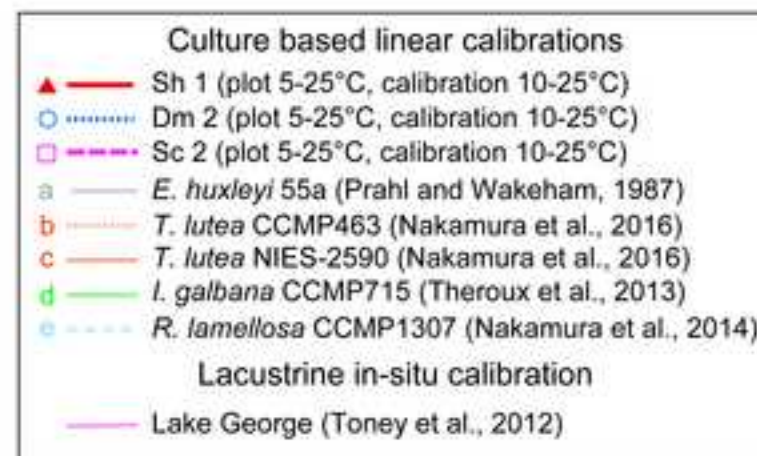 Culture based linear calibrations
Sh 1 (plot 5-25°C, calibration 10-25°C)
Dm 2 (plot 5-25°C, calibration 10-25°C)
Sc 2 (plot 5-25°C, calibration 10-25°C)
a E. huxleyi 55a (Prahl and Wakeham, 1987)
b T. lutea CCMP463 (Nakamura et al., 2016)
c T. lutea NIES-2590 (Nakamura et al., 2016)
d I. galbana CCMP715 (Theroux et al., 2013)
e R. lamellosa CCMP1307 (Nakamura et al., 2014)
Lacustrine in-situ calibration
Lake George (Toney et al., 2012)